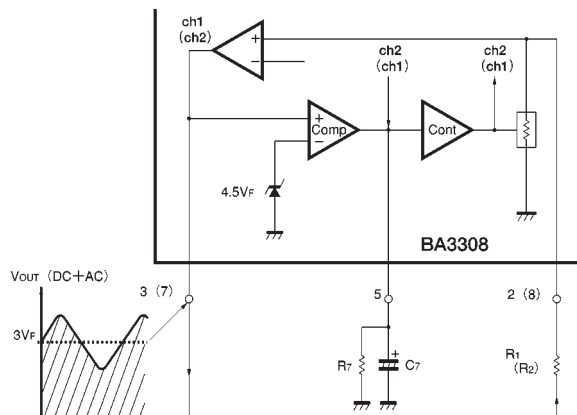 ch1
(ch2)
+
−
ch2
(ch1)
ch2
(ch1)
+
Comp
−
Cont
4.5VF
BA3308
VOUT (DC+AC)
3 (7)
5
2 (8)
3VF
R7
+
C7
R1
(R2)